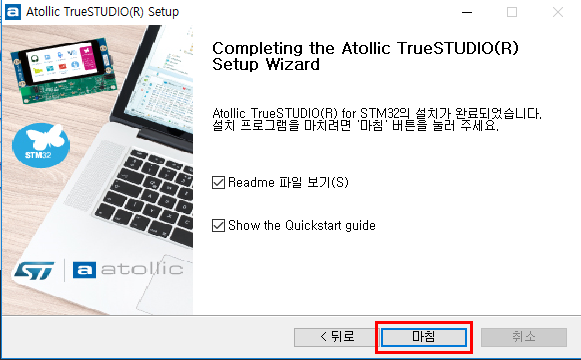 Atollic TrueSTUDIO(R) Setup
Completing the Atollic TrueSTUDIO(R)
Setup Wizard
Atollic TrueSTUDIO(R) for STM32의 설치가 완료되었습니다.
설치 프로그램을 마치려면 '마침' 버튼을 눌러 주세요.
STM32
Readme 파일 보기(S)
Show the Quickstart guide
ST
a atollic
< 뒤로
마침
취소